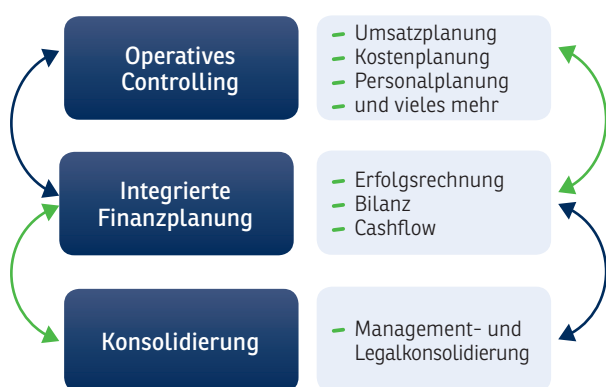 Operatives
Controlling
– Umsatzplanung
– Kostenplanung
– Personalplanung
– und vieles mehr
Integrierte
Finanzplanung
– Erfolgsrechnung
– Bilanz
– Cashflow
Konsolidierung
– Management- und
Legalkonsolidierung